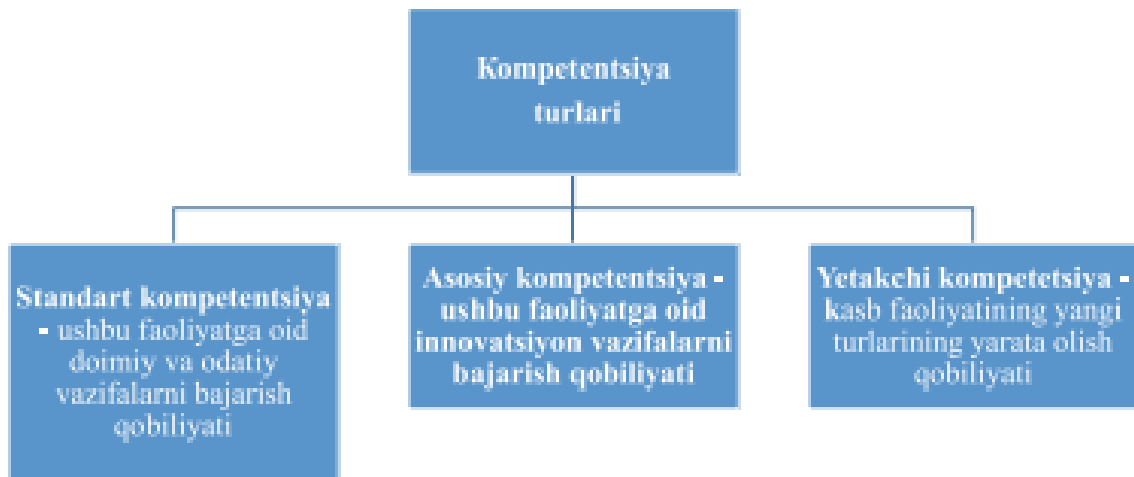 Kompetentsiya
turlari
Standart kompetentsiya
- ushbu faoliyatga oid
doimiy va odatiy
vazifalarni bajarish
qobiliyati
Asosiy kompetentsiya -
ushbu faoliyatga oid
innovatsiyon vazifalarni
bajarish qobiliyati
Yetakchi kompetetsiya -
kasb faoliyatining yangi
turlarining yarata olish
qobiliyati